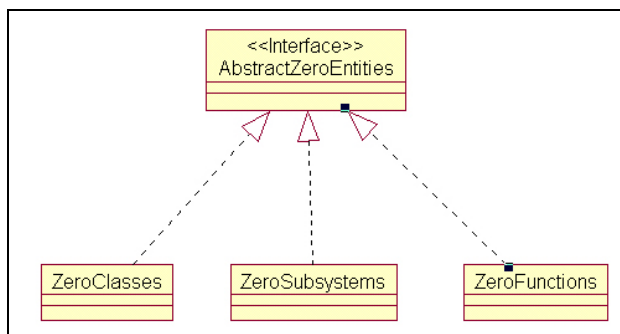 <<Interface>>
AbstractZeroEntities
ZeroClasses
ZeroSubsystems
ZeroFunctions